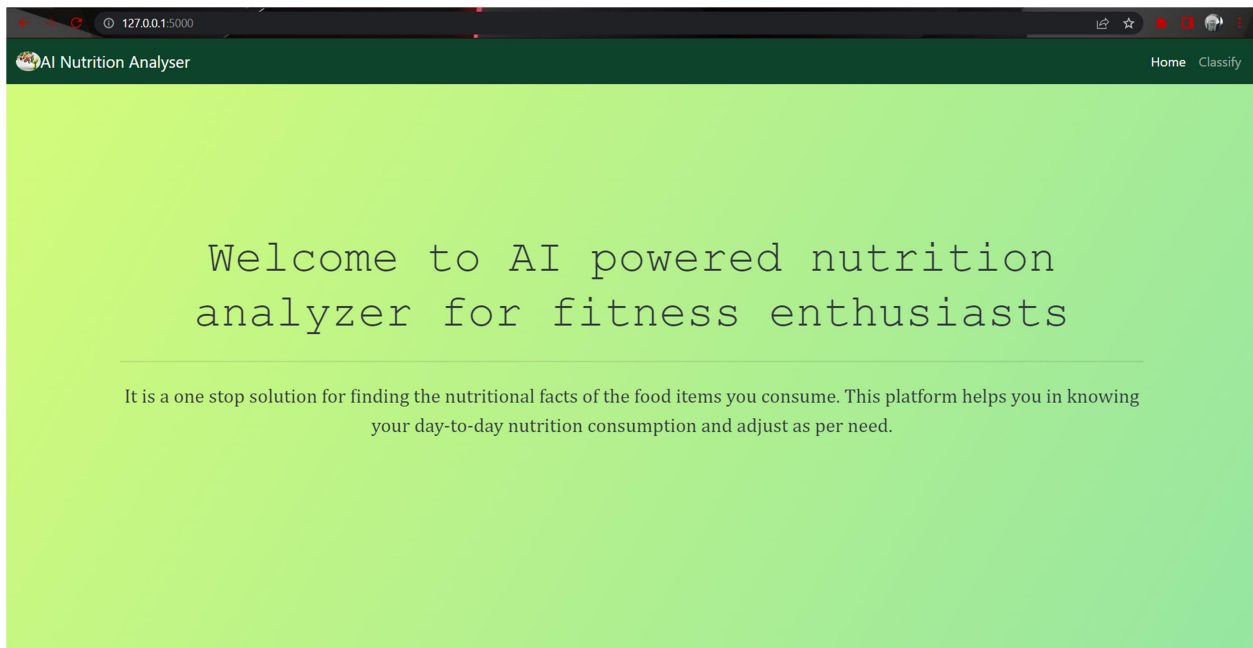 127.0.0.1:5000
AI Nutrition Analyser
Home Classify
Welcome to AI powered nutrition
analyzer for fitness enthusiasts
It is a one stop solution for finding the nutritional facts of the food items you consume. This platform helps you in knowing
your day-to-day nutrition consumption and adjust as per need.